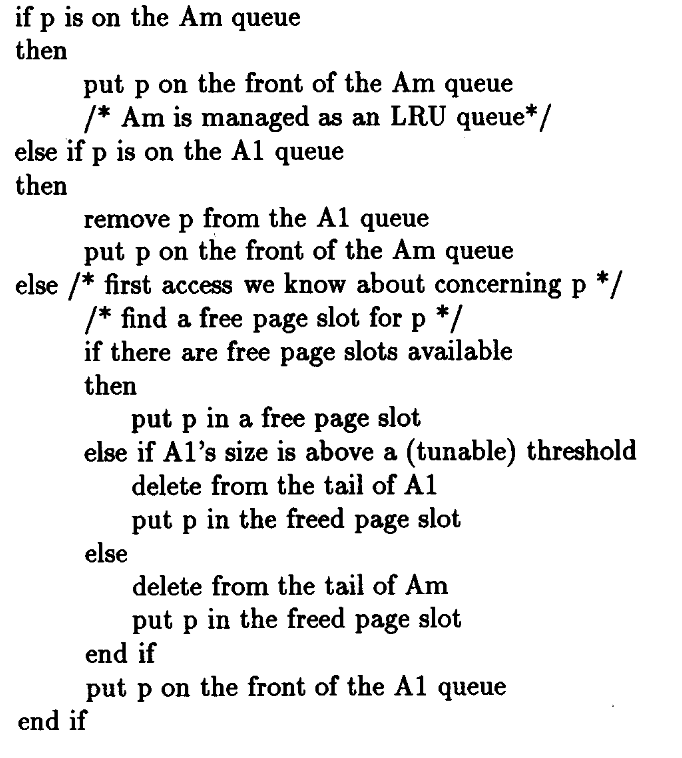 if p is on the Am queue
then
put p on the front of the Am queue
/* Am is managed as an LRU queue*/
else if p is on the A1 queue
then
remove p from the A1 queue
put p on the front of the Am queue
else /* first access we know about concerning p */
/* find a free page slot for p */
if there are free page slots available
then
put p in a free page slot
else if A1's size is above a (tunable) threshold
delete from the tail of A1
put p in the freed page slot
else
delete from the tail of Am
put p in the freed page slot
end if
put p on the front of the A1 queue
end if